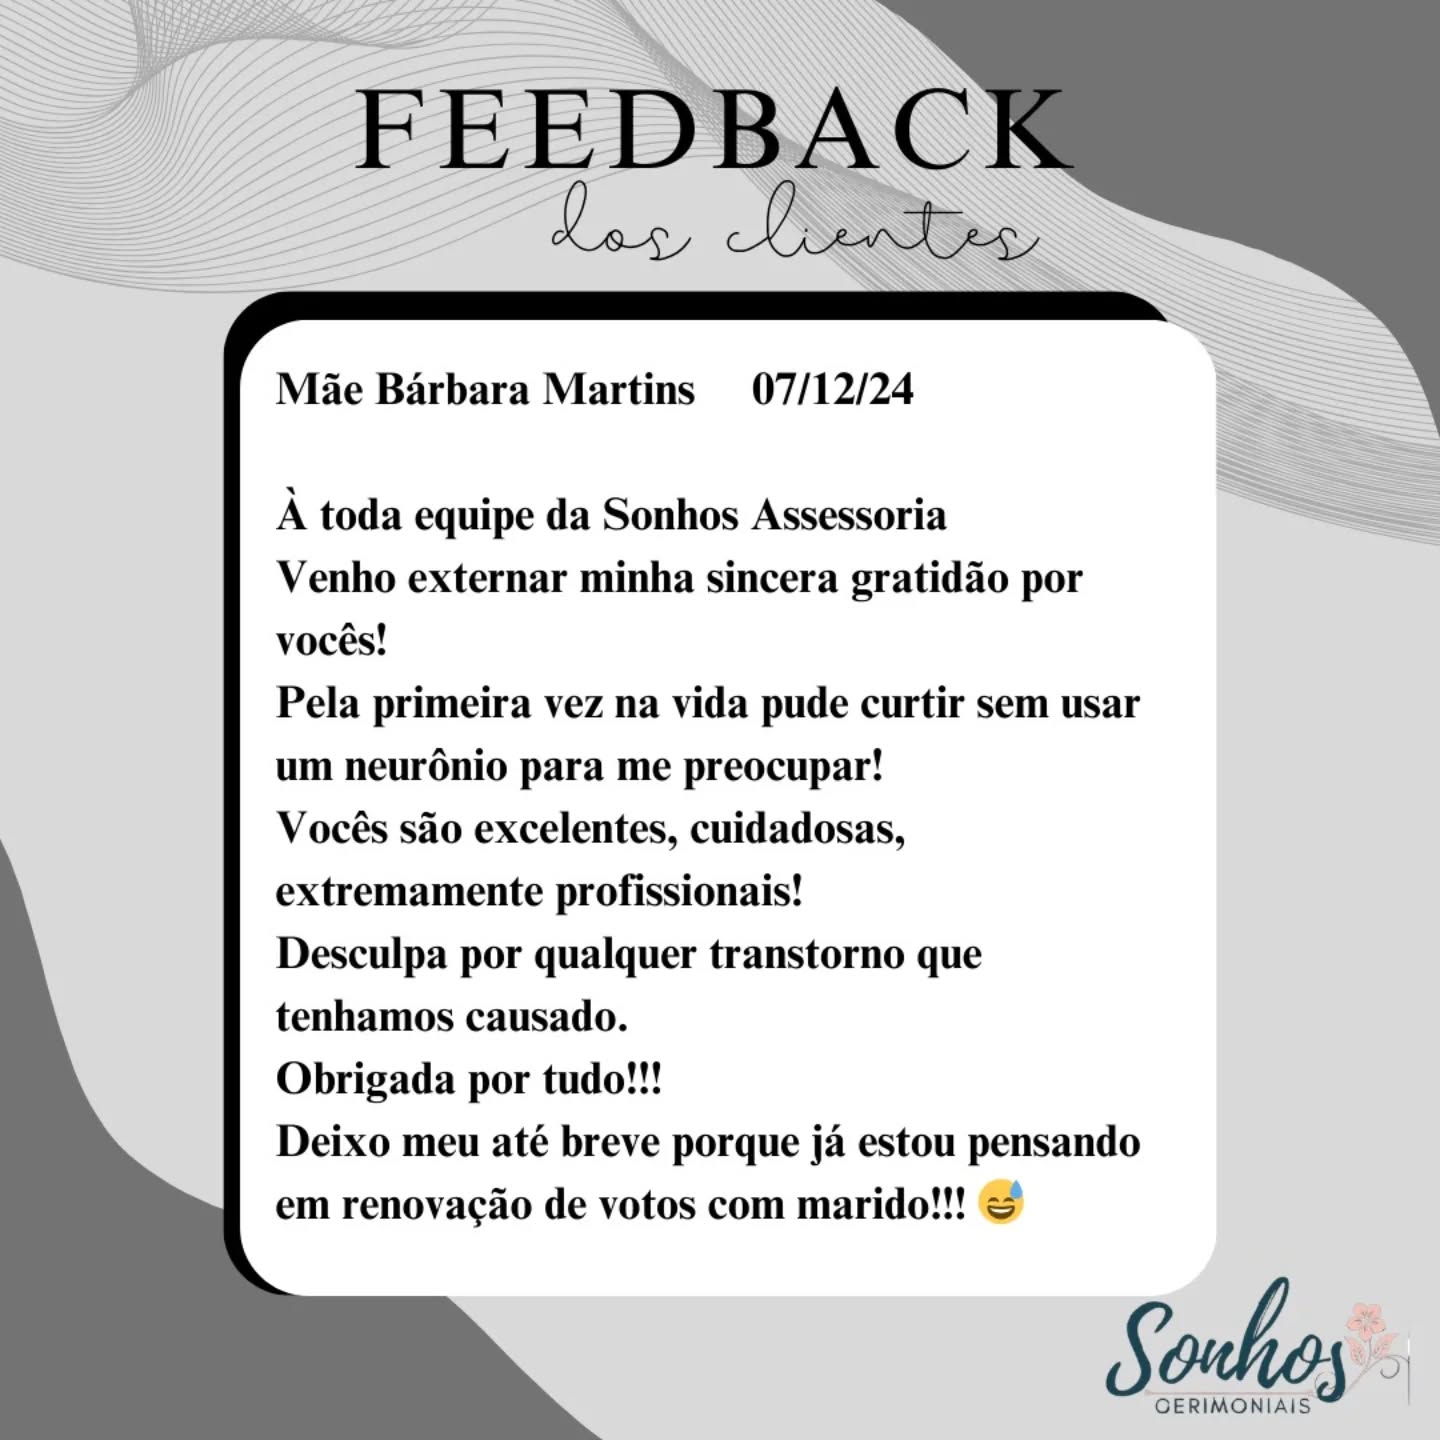 FEEDBACK
dos clientes
Mãe Bárbara Martins 07/12/24
À toda equipe da Sonhos Assessoria
Venho externar minha sincera gratidão por
vocês!
Pela primeira vez na vida pude curtir sem usar
um neurônio para me preocupar!
Vocês são excelentes, cuidadosas,
extremamente profissionais!
Desculpa por qualquer transtorno que
tenhamos causado.
Obrigada por tudo!!!
Deixo meu até breve porque já estou pensando
em renovação de votos com marido!!! 😅
Sonhos
CERIMONIAIS